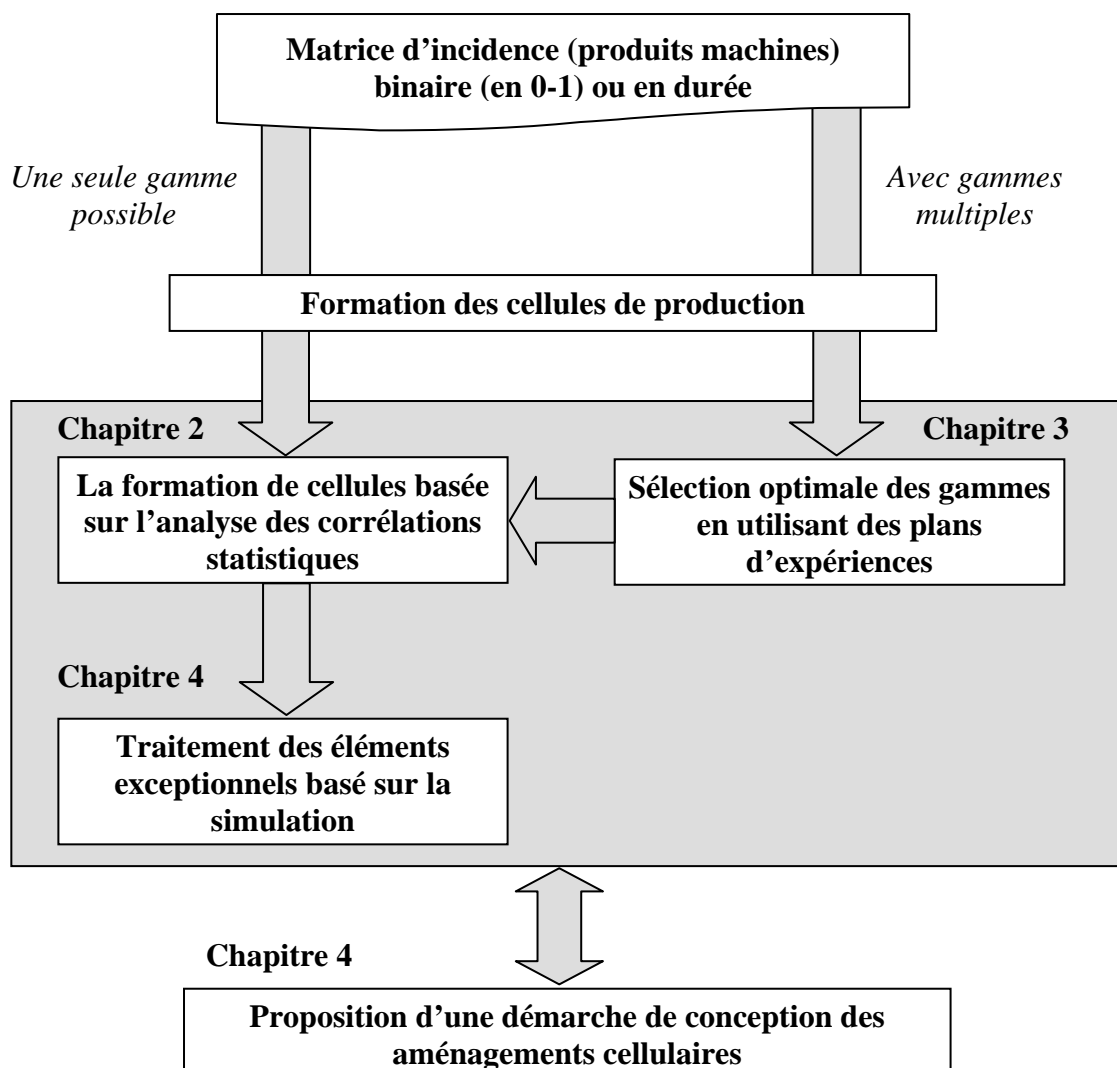 Matrice d’incidence (produits machines)
binaire (en 0-1) ou en durée
Une seule gamme
possible
Avec gammes
multiples
Formation des cellules de production
Chapitre 2
Chapitre 3
La formation de cellules basée
sur l’analyse des corrélations
statistiques
Sélection optimale des gammes
en utilisant des plans
d’expériences
Chapitre 4
Traitement des éléments
exceptionnels basé sur la
simulation
Chapitre 4
Proposition d’une démarche de conception des
aménagements cellulaires